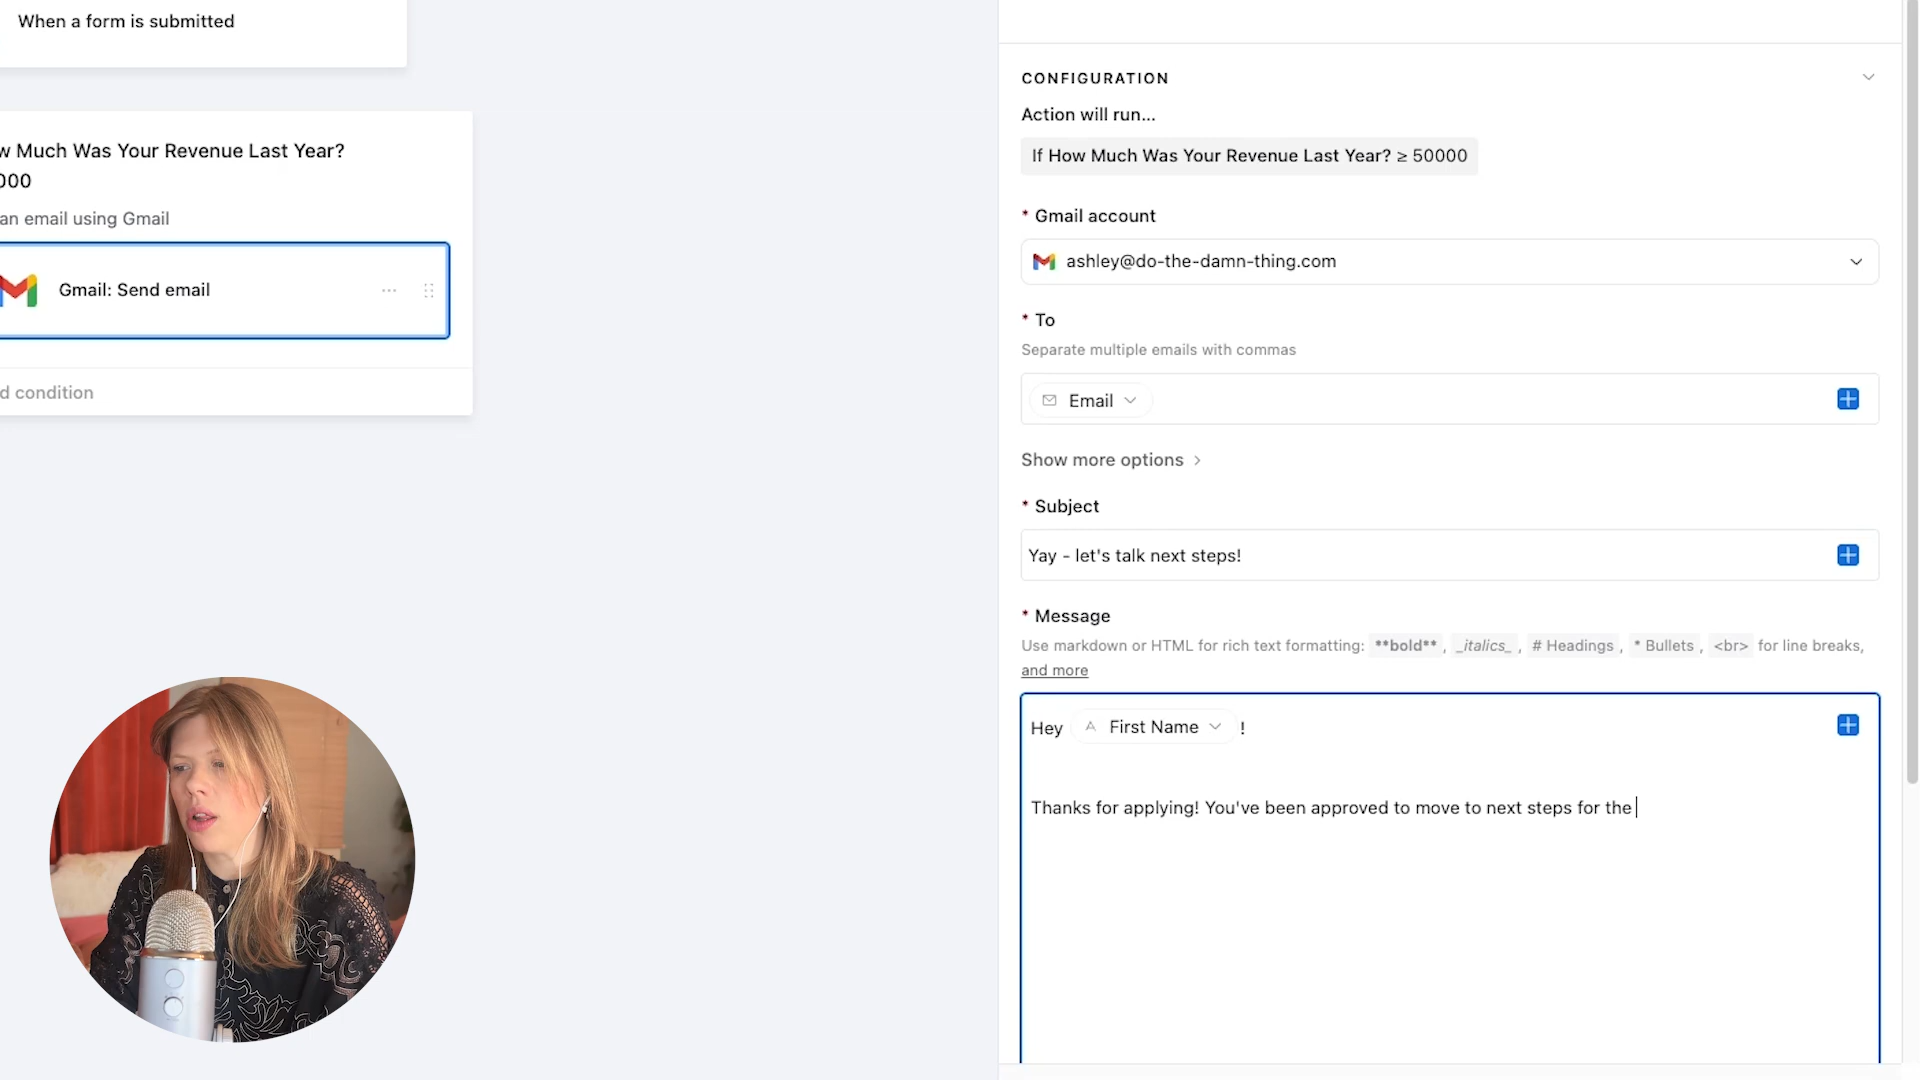 When a form is submitted
w Much Was Your Revenue Last Year?
000
an email using Gmail
Gmail: Send email
d condition
CONFIGURATION
Action will run...
If How Much Was Your Revenue Last Year? ≥ 50000
* Gmail account
ashley@do-the-damn-thing.com
* To
Separate multiple emails with commas
Email
Show more options
* Subject
Yay - let's talk next steps!
* Message
Use markdown or HTML for rich text formatting: **bold** , _italics_ , # Headings , * Bullets , <br> for line breaks,
and more
Hey A First Name !
Thanks for applying! You've been approved to move to next steps for the